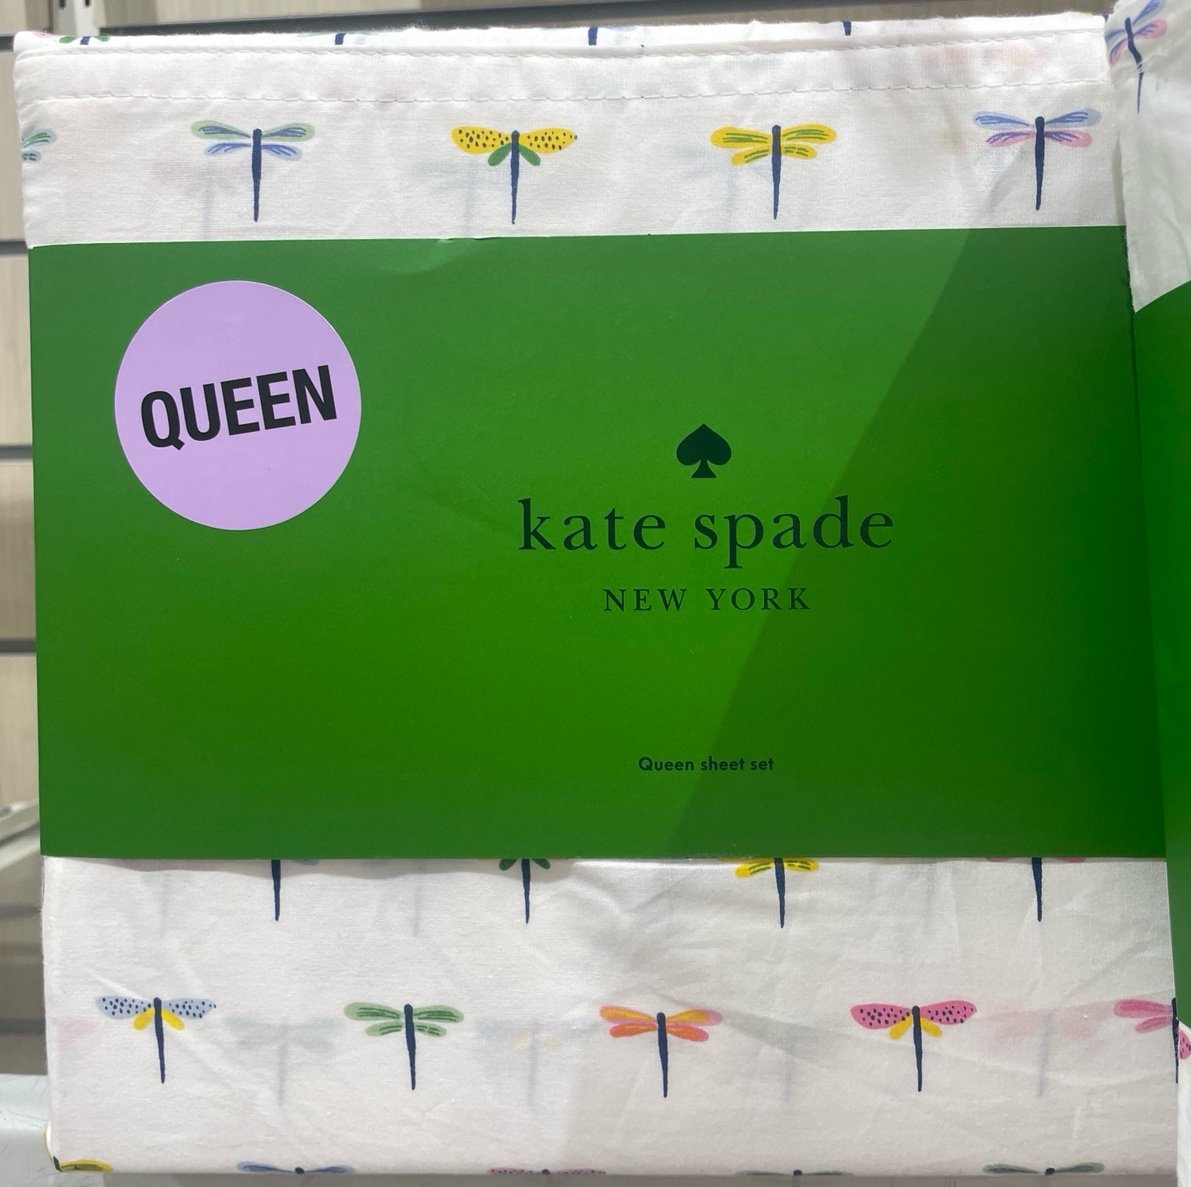 QUEEN
kate spade
NEW YORK
Queen sheet set